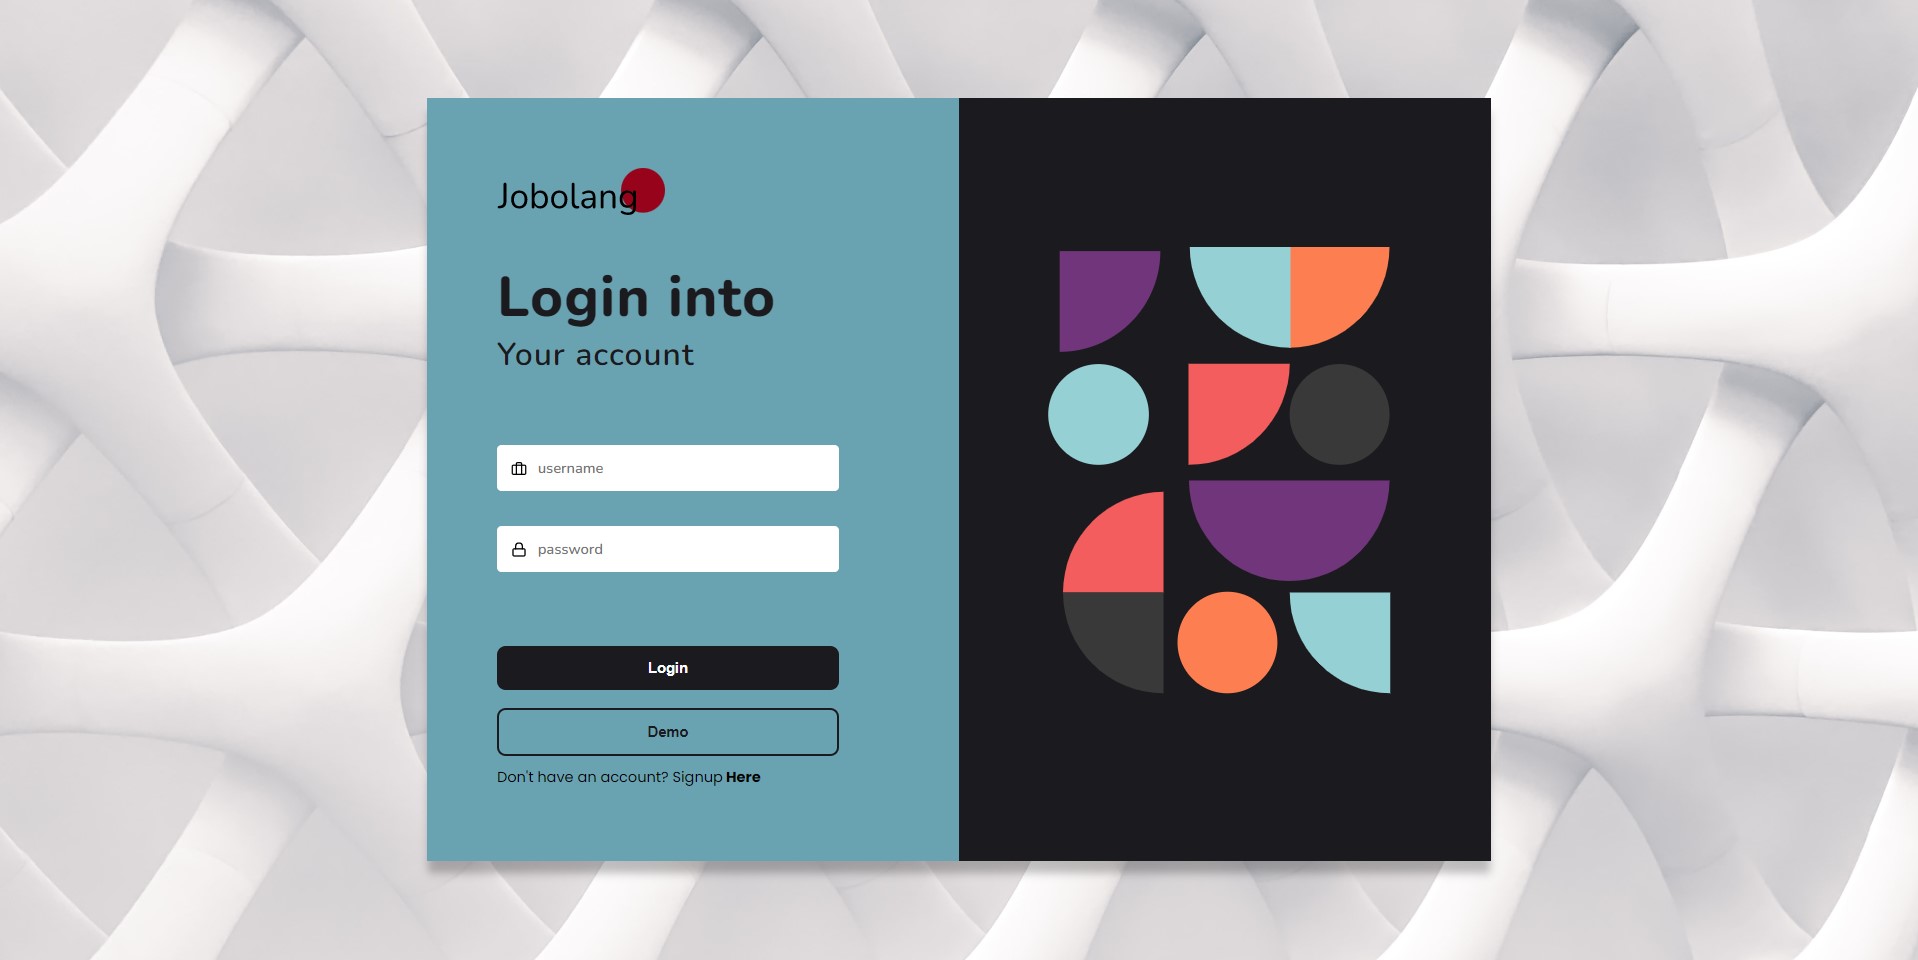 Jobolang
Login into
Your account
username
password
Login
Demo
Don't have an account? Signup Here